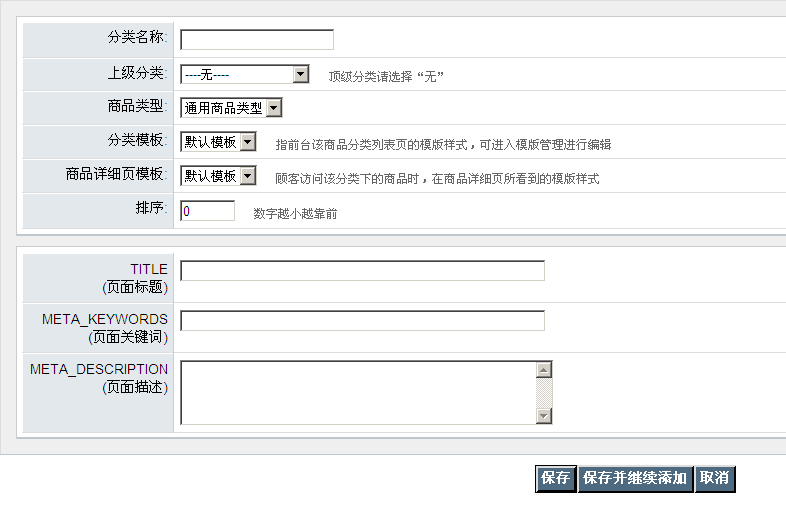 分类名称:
上级分类: ----无---- 顶级分类请选择“无”
商品类型: 通用商品类型
分类模板: 默认模板 指前台该商品分类列表页的模版样式，可进入模版管理进行编辑
商品详细页模板: 默认模板 顾客访问该分类下的商品时，在商品详细页所看到的模版样式
排序: 0 数字越小越靠前
TITLE
(页面标题)
META_KEYWORDS
(页面关键词)
META_DESCRIPTION
(页面描述)
保存 保存并继续添加 取消